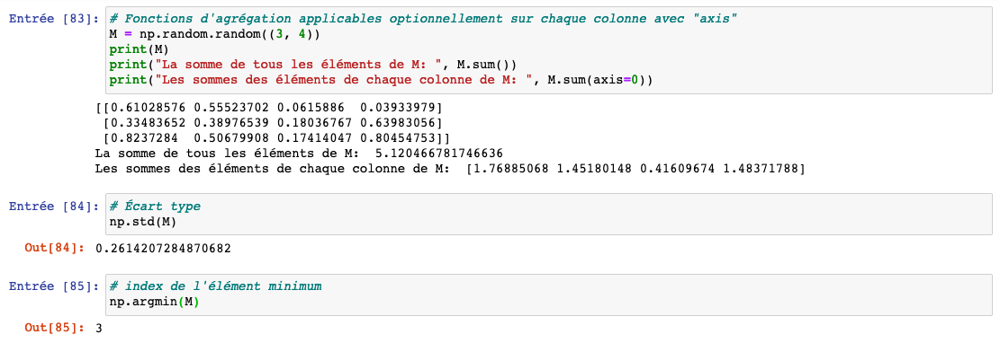 Entrée [83]: # Fonctions d'agrégation applicables optionnellement sur chaque colonne avec "axis"
M = np.random.random((3, 4))
print(M)
print("La somme de tous les éléments de M: ", M.sum())
print("Les sommes des éléments de chaque colonne de M: ", M.sum(axis=0))
[[0.61028576 0.55523702 0.0615886  0.03933979]
 [0.33483652 0.38976539 0.18036767 0.63983056]
 [0.8237284  0.50679908 0.17414047 0.80454753]]
La somme de tous les éléments de M:  5.120466781746636
Les sommes des éléments de chaque colonne de M:  [1.76885068 1.45180148 0.41609674 1.48371788]
Entrée [84]: # Écart type
np.std(M)
Out[84]: 0.2614207284870682
Entrée [85]: # index de l'élément minimum
np.argmin(M)
Out[85]: 3